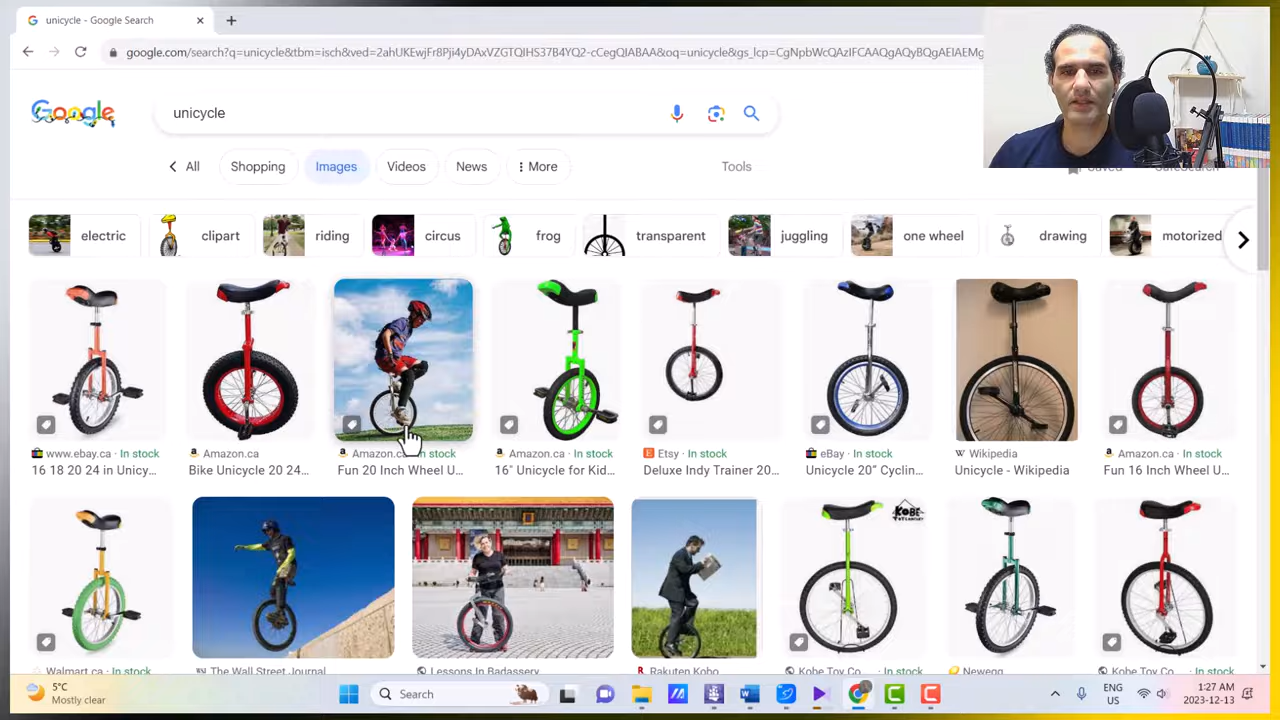 unicycle - Google Search
google.com/search?q=unicycle&tbm=isch&ved=2ahUKEwjFr8Pji4yDAxVZGTQIHS37B4YQ2-cCegQIABAA&oq=unicycle&gs_lcp=CgNpbWcQAzIFCAAQgAQyBQgAEIAEMg
Google
unicycle
All Shopping Images Videos News More Tools
electric clipart riding circus frog transparent juggling one wheel drawing motorized
www.ebay.ca · In stock
16 18 20 24 in Unicy...
Amazon.ca · In stock
Bike Unicycle 20 24...
Amazon.ca · In stock
Fun 20 Inch Wheel U...
Amazon.ca · In stock
16" Unicycle for Kid...
Etsy · In stock
Deluxe Indy Trainer 20...
eBay · In stock
Unicycle 20" Cyclin...
Wikipedia
Unicycle - Wikipedia
Amazon.ca · In stock
Fun 16 Inch Wheel U...
KOBE
Walmart.ca · In stock
The Wall Street Journal
Lessons In Badassery
Rakuten Kobo
Kobe Toy Co... · In stock
Newegg
Kobe Toy Co... · In stock
5°C
Mostly clear
Search
ENG
US
1:27 AM
2023-12-13